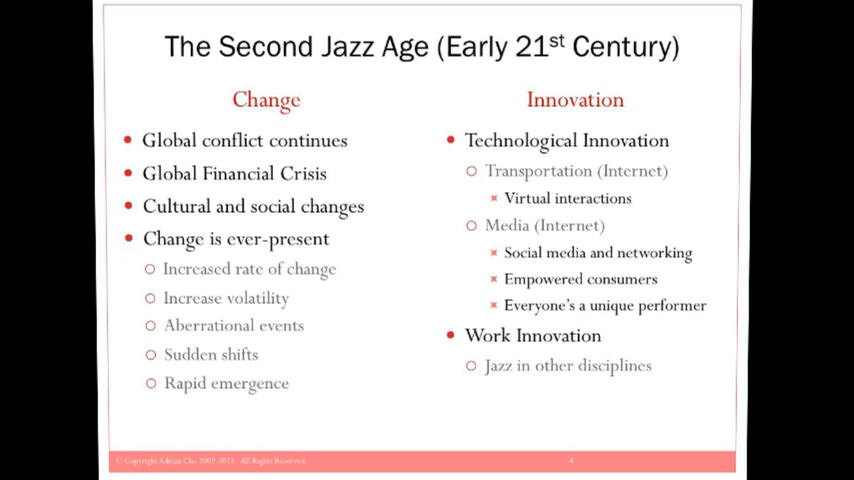 The Second Jazz Age (Early 21st Century)
Change
Global conflict continues
Global Financial Crisis
Cultural and social changes
Change is ever-present
Increased rate of change
Increase volatility
Aberrational events
Sudden shifts
Rapid emergence
Innovation
Technological Innovation
Transportation (Internet)
Virtual interactions
Media (Internet)
Social media and networking
Empowered consumers
Everyone's a unique performer
Work Innovation
Jazz in other disciplines
© Copyright Adrian Cho 2009-2011. All Rights Reserved.
4